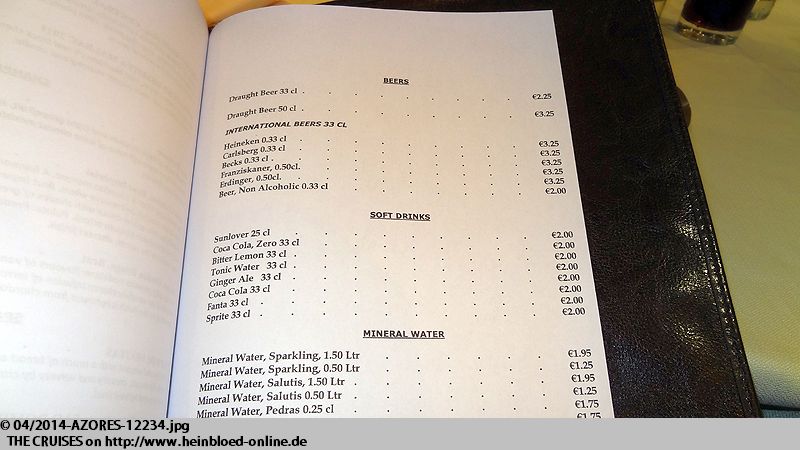 BEERS
Draught Beer 33 cl . . . . . . . €2.25
Draught Beer 50 cl . . . . . . . €3.25
INTERNATIONAL BEERS 33 CL
Heineken 0.33 cl . . . . . . . €3.25
Carlsberg 0.33 cl . . . . . . . €3.25
Becks 0.33 cl . . . . . . . €3.25
Franziskaner, 0.50cl. . . . . . . €3.25
Erdinger, 0.50cl. . . . . . . €3.25
Beer, Non Alcoholic 0.33 cl . . . . . . €2.00
SOFT DRINKS
Sunlover 25 cl . . . . . . . €2.00
Coca Cola, Zero 33 cl . . . . . . . €2.00
Bitter Lemon 33 cl . . . . . . . €2.00
Tonic Water 33 cl . . . . . . . €2.00
Ginger Ale 33 cl . . . . . . . €2.00
Coca Cola 33 cl . . . . . . . €2.00
Fanta 33 cl . . . . . . . €2.00
Sprite 33 cl . . . . . . . €2.00
MINERAL WATER
Mineral Water, Sparkling, 1.50 Ltr . . . . . €1.95
Mineral Water, Sparkling, 0.50 Ltr . . . . . €1.25
Mineral Water, Salutis, 1.50 Ltr . . . . . €1.95
Mineral Water, Salutis 0.50 Ltr . . . . . €1.25
Mineral Water, Pedras 0.25 cl . . . . . €1.75
€1.75
© 04/2014-AZORES-12234.jpg
THE CRUISES on http://www.heinbloed-online.de